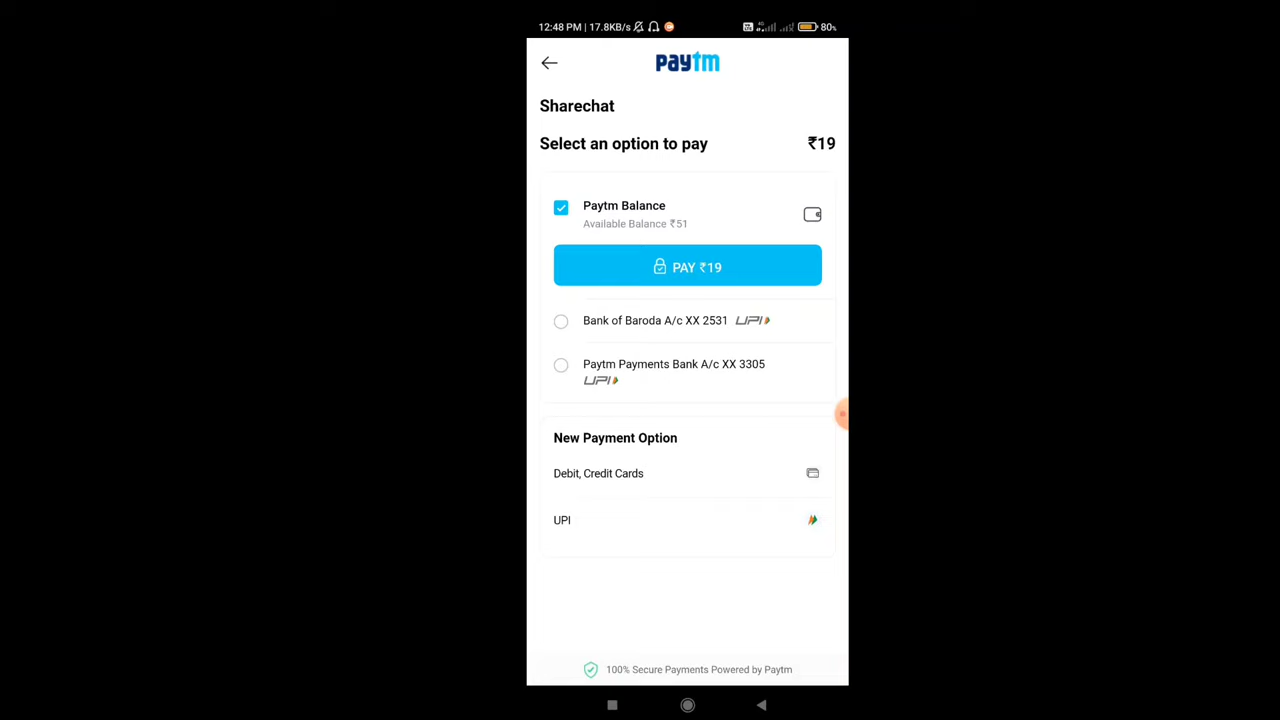 12:48 PM | 17.8KB/s 4G 80%
paytm
Sharechat
Select an option to pay ₹19
Paytm Balance
Available Balance ₹51
PAY ₹19
Bank of Baroda A/c XX 2531 UPI
Paytm Payments Bank A/c XX 3305
UPI
New Payment Option
Debit, Credit Cards
UPI
100% Secure Payments Powered by Paytm